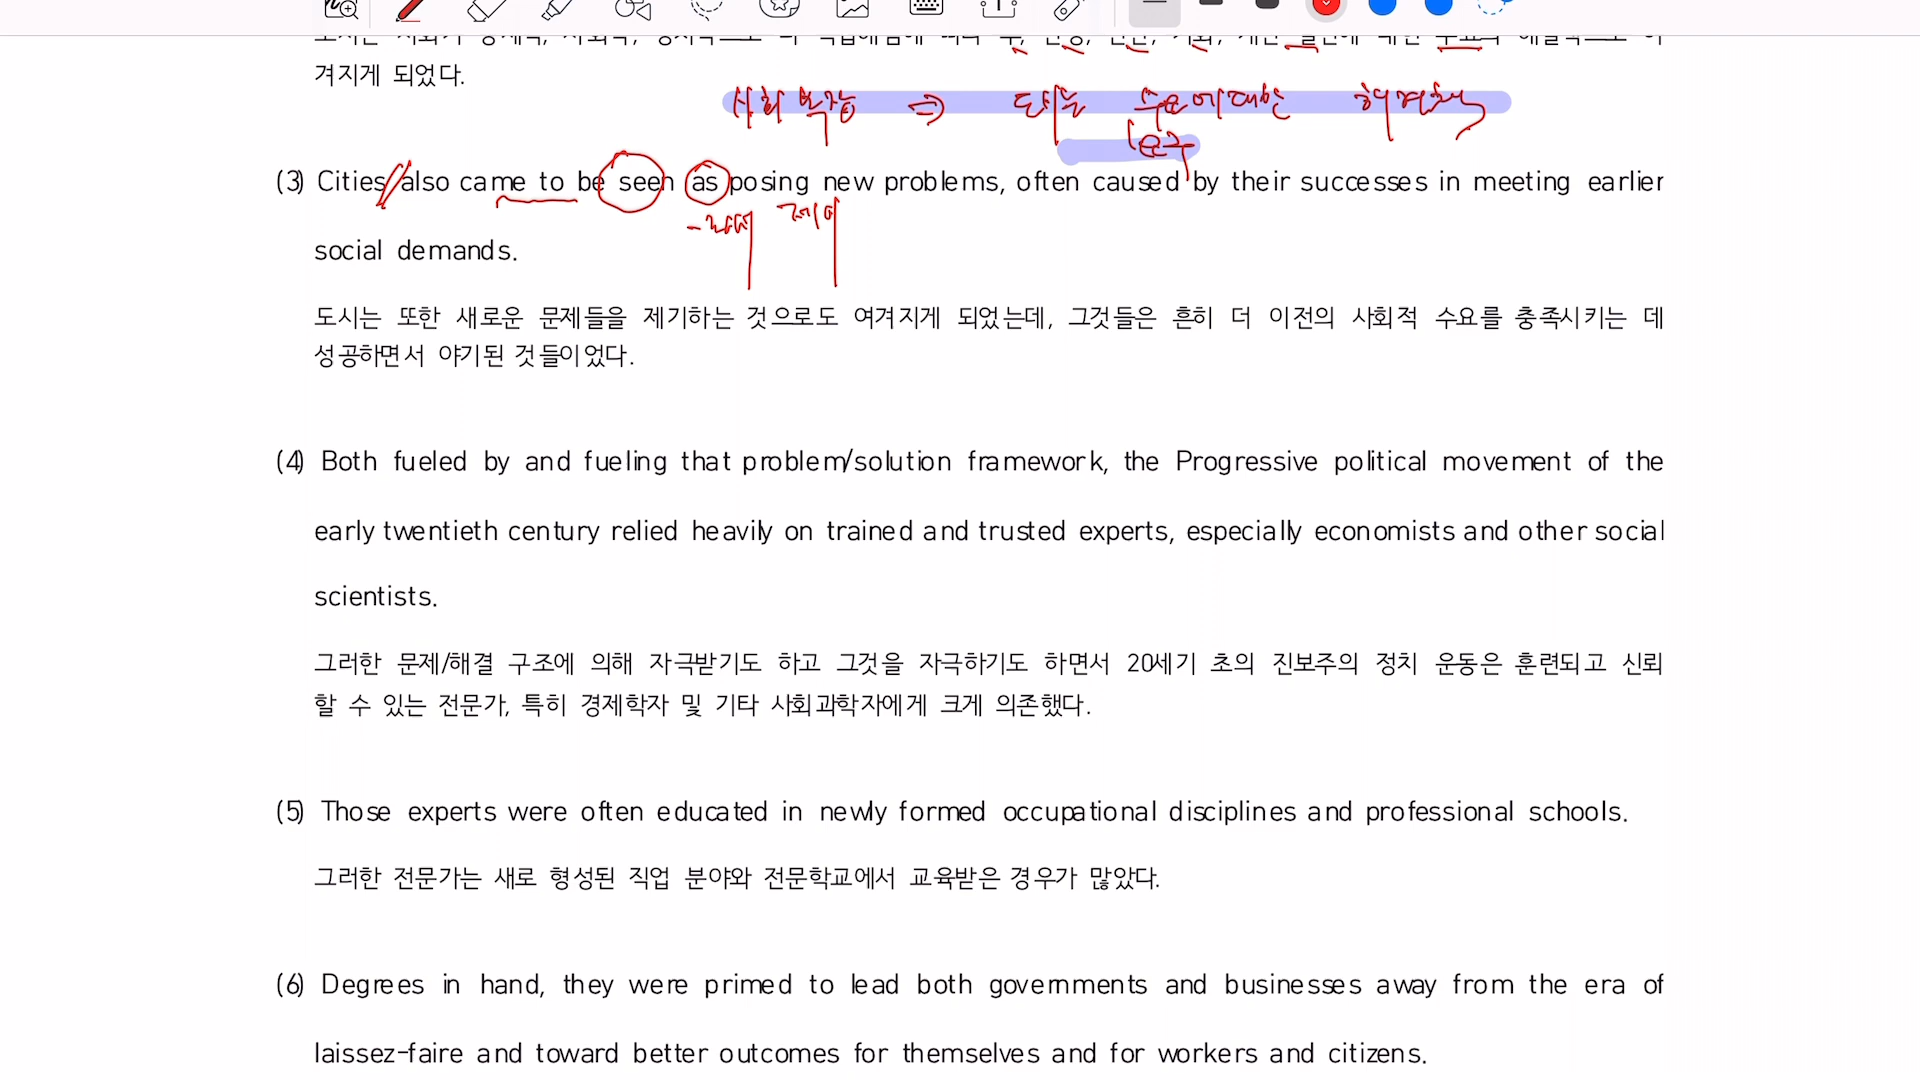 겨지게 되었다.
사회 복잡 ⇒ 도시는 수요에 대한 해결책
요구
(3) Cities also came to be seen as posing new problems, often caused by their successes in meeting earlier
제기
social demands.
도시는 또한 새로운 문제들을 제기하는 것으로도 여겨지게 되었는데, 그것들은 흔히 더 이전의 사회적 수요를 충족시키는 데
성공하면서 야기된 것들이었다.
(4) Both fueled by and fueling that problem/solution framework, the Progressive political movement of the
early twentieth century relied heavily on trained and trusted experts, especially economists and other social
scientists.
그러한 문제/해결 구조에 의해 자극받기도 하고 그것을 자극하기도 하면서 20세기 초의 진보주의 정치 운동은 훈련되고 신뢰
할 수 있는 전문가, 특히 경제학자 및 기타 사회과학자에게 크게 의존했다.
(5) Those experts were often educated in newly formed occupational disciplines and professional schools.
그러한 전문가는 새로 형성된 직업 분야와 전문학교에서 교육받은 경우가 많았다.
(6) Degrees in hand, they were primed to lead both governments and businesses away from the era of
laissez-faire and toward better outcomes for themselves and for workers and citizens.